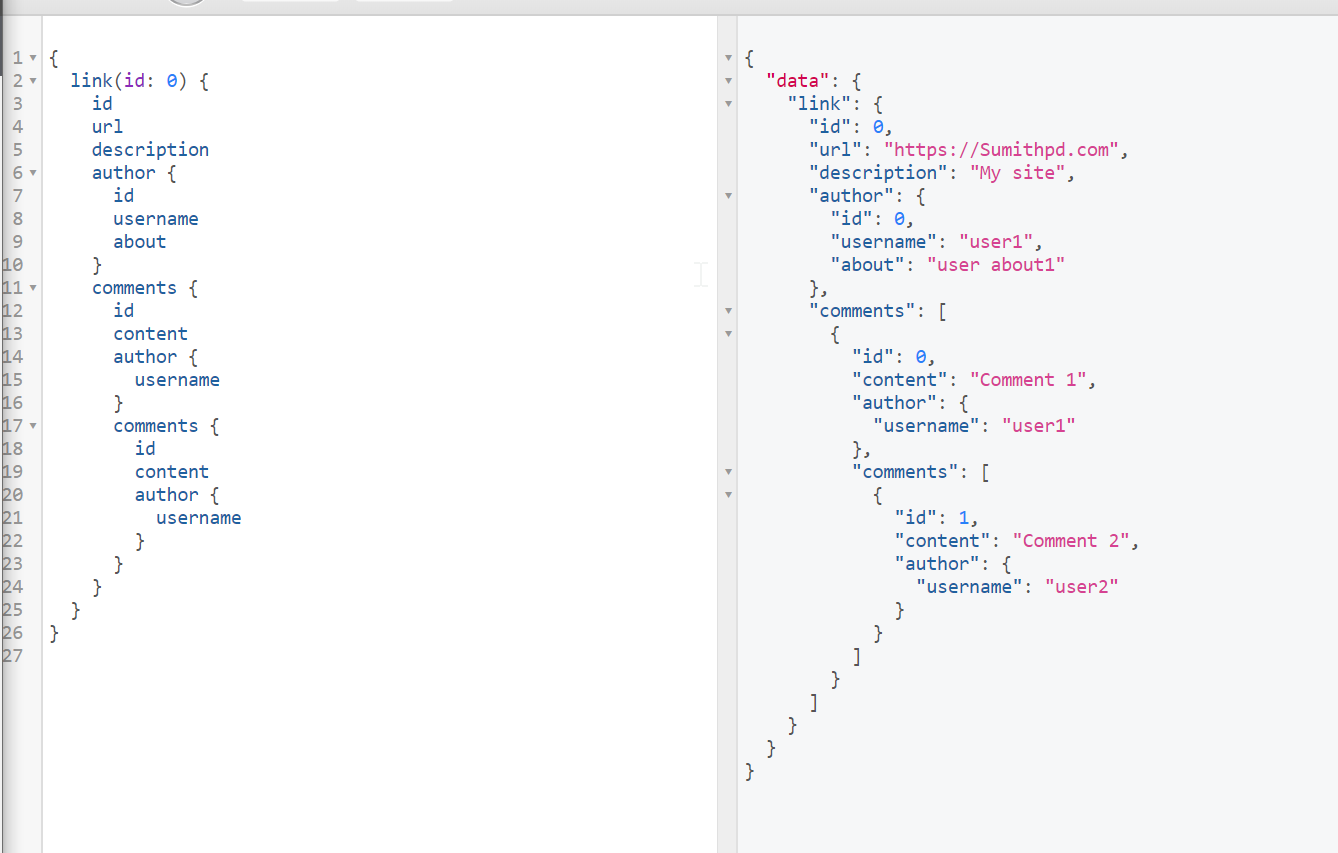 1 {
2   link(id: 0) {
3     id
4     url
5     description
6     author {
7       id
8       username
9       about
10     }
11     comments {
12       id
13       content
14       author {
15         username
16       }
17       comments {
18         id
19         content
20         author {
21           username
22         }
23       }
24     }
25   }
26 }
27
{
  "data": {
    "link": {
      "id": 0,
      "url": "https://Sumithpd.com",
      "description": "My site",
      "author": {
        "id": 0,
        "username": "user1",
        "about": "user about1"
      },
      "comments": [
        {
          "id": 0,
          "content": "Comment 1",
          "author": {
            "username": "user1"
          },
          "comments": [
            {
              "id": 1,
              "content": "Comment 2",
              "author": {
                "username": "user2"
              }
            }
          ]
        }
      ]
    }
  }
}